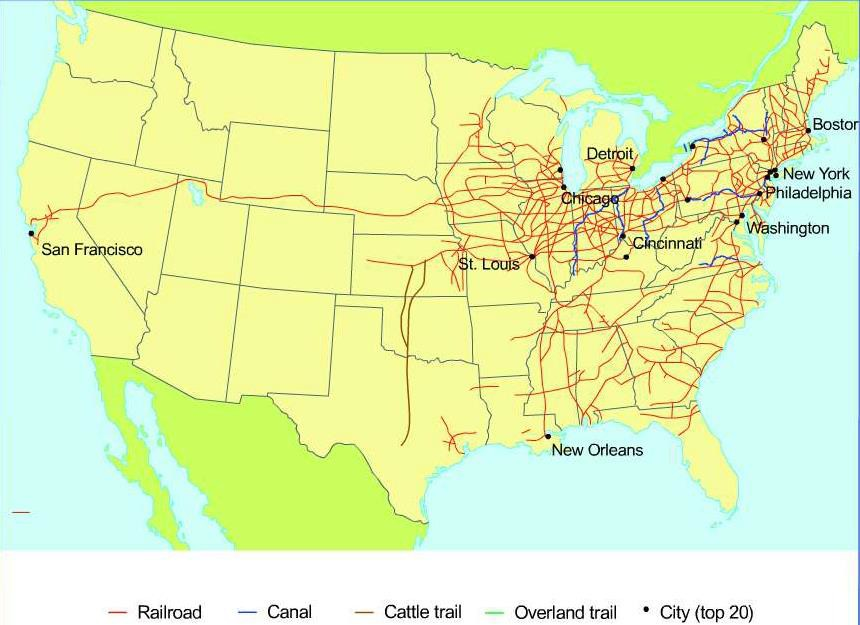 Boston
Detroit
New York
Chicago
Philadelphia
Washington
San Francisco
Cincinnati
St. Louis
New Orleans
Railroad
Canal
Cattle trail
Overland trail
City (top 20)